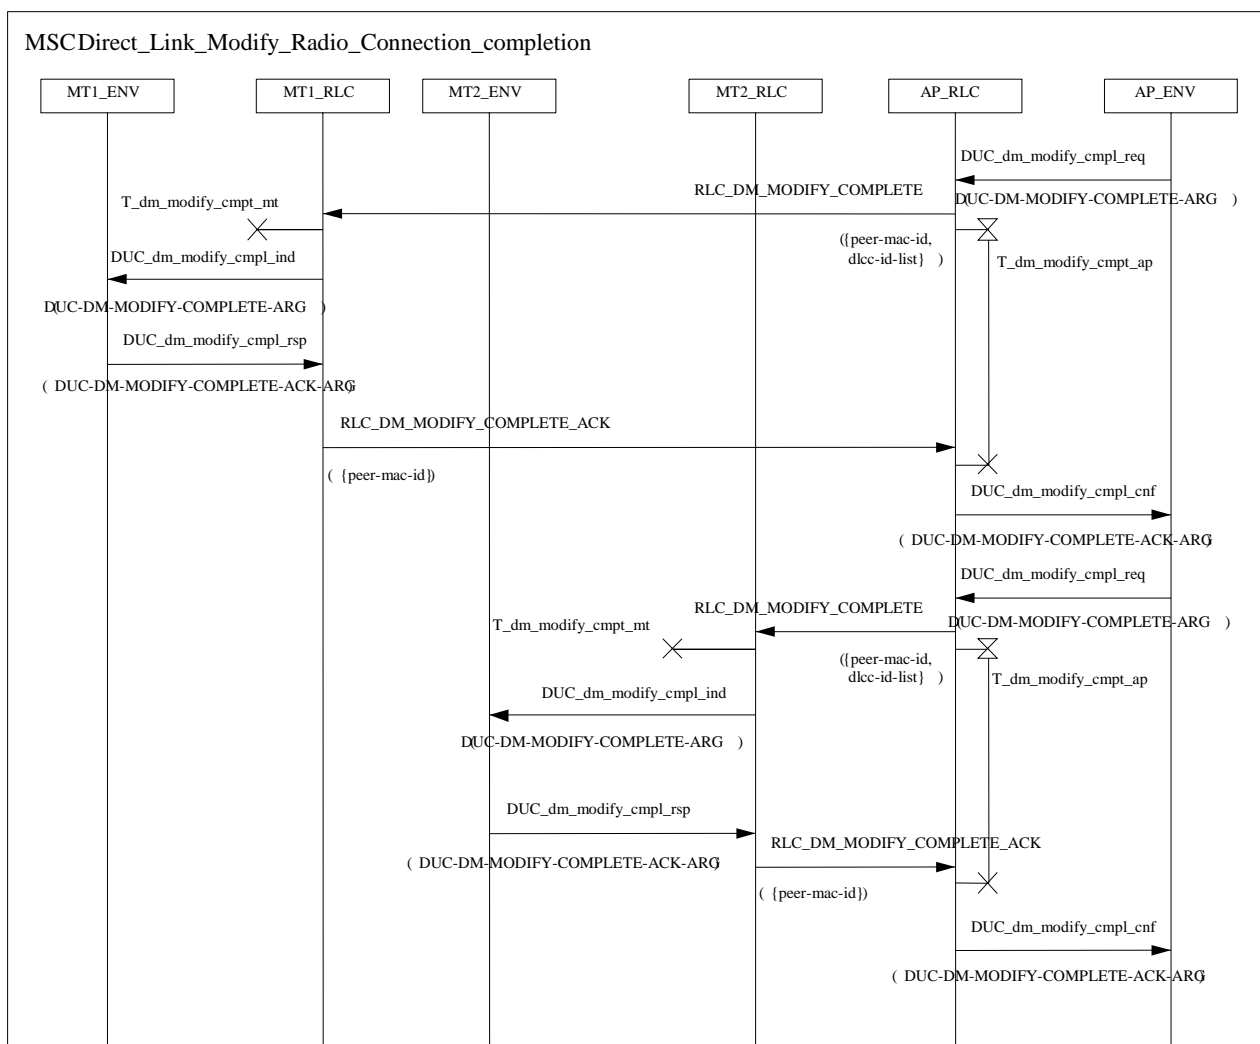 MSCDirect_Link_Modify_Radio_Connection_completion
MT1_ENV MT1_RLC MT2_ENV MT2_RLC AP_RLC AP_ENV
DUC_dm_modify_cmpl_req
RLC_DM_MODIFY_COMPLETE
(DUC-DM-MODIFY-COMPLETE-ARG )
T_dm_modify_cmpt_mt
({peer-mac-id,
dlcc-id-list} )
DUC_dm_modify_cmpl_ind
T_dm_modify_cmpt_ap
(DUC-DM-MODIFY-COMPLETE-ARG )
DUC_dm_modify_cmpl_rsp
( DUC-DM-MODIFY-COMPLETE-ACK-ARG)
RLC_DM_MODIFY_COMPLETE_ACK
( {peer-mac-id})
DUC_dm_modify_cmpl_cnf
( DUC-DM-MODIFY-COMPLETE-ACK-ARG)
DUC_dm_modify_cmpl_req
RLC_DM_MODIFY_COMPLETE
(DUC-DM-MODIFY-COMPLETE-ARG )
T_dm_modify_cmpt_mt
({peer-mac-id,
dlcc-id-list} )
T_dm_modify_cmpt_ap
DUC_dm_modify_cmpl_ind
(DUC-DM-MODIFY-COMPLETE-ARG )
DUC_dm_modify_cmpl_rsp
RLC_DM_MODIFY_COMPLETE_ACK
( DUC-DM-MODIFY-COMPLETE-ACK-ARG)
( {peer-mac-id})
DUC_dm_modify_cmpl_cnf
( DUC-DM-MODIFY-COMPLETE-ACK-ARG)